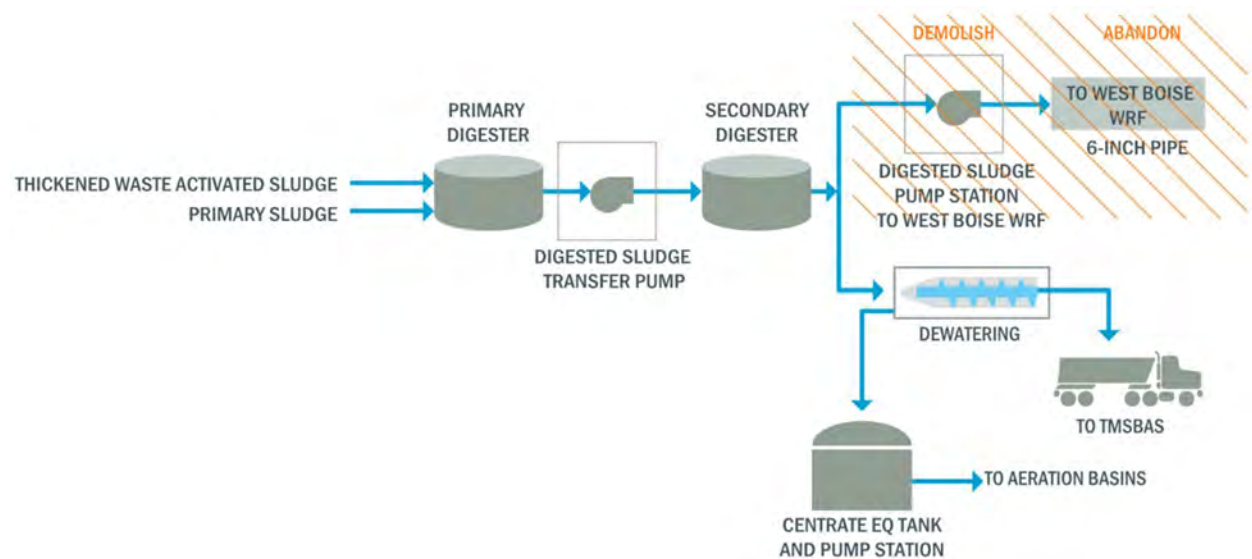 DEMOLISH
ABANDON
TO WEST BOISE
WRF
6-INCH PIPE
PRIMARY
DIGESTER
SECONDARY
DIGESTER
DIGESTED SLUDGE
PUMP STATION
TO WEST BOISE WRF
THICKENED WASTE ACTIVATED SLUDGE
PRIMARY SLUDGE
DIGESTED SLUDGE
TRANSFER PUMP
DEWATERING
TO TMSBAS
TO AERATION BASINS
CENTRATE EQ TANK
AND PUMP STATION